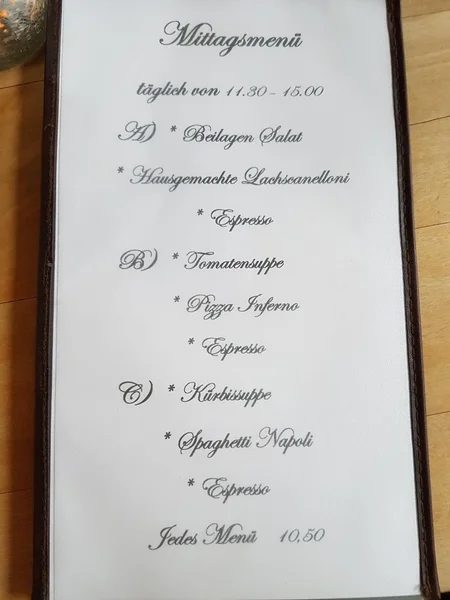 Mittagsmenü
täglich von 11.30 - 15.00
A) * Beilagen Salat
* Hausgemachte Lachscanelloni
* Espresso
B) * Tomatensuppe
* Pizza Inferno
* Espresso
C) * Kürbissuppe
* Spaghetti Napoli
* Espresso
Jedes Menü 10,50